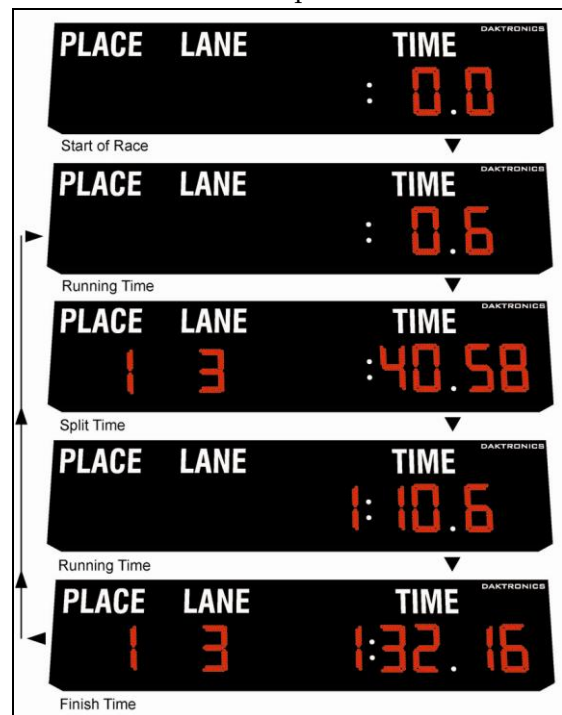 DAKTRONICS
PLACE LANE TIME
: 0.0
Start of Race
DAKTRONICS
PLACE LANE TIME
: 0.6
Running Time
DAKTRONICS
PLACE LANE TIME
1 3 :40.58
Split Time
DAKTRONICS
PLACE LANE TIME
1:10.6
Running Time
DAKTRONICS
PLACE LANE TIME
1 3 1:32.16
Finish Time